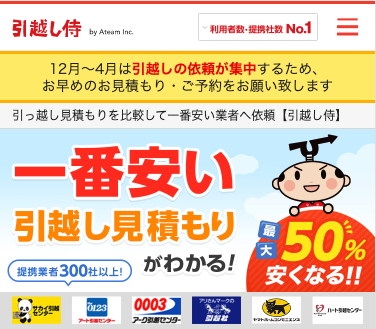 引越し侍 by Ateam Inc. 利用者数・提携社数 No.1
12月〜4月は引越しの依頼が集中するため、
お早めのお見積もり・ご予約をお願い致します
引っ越し見積もりを比較して一番安い業者へ依頼【引越し侍】
一番安い
引越し見積もり
がわかる!
提携業者300社以上!
最大
50%
安くなる!!
サカイ引越センター
0123
アート引越センター
0003
アーク引越センター
アリさんマークの
引越社
ヤマトホームコンビニエンス
ハート引越センター